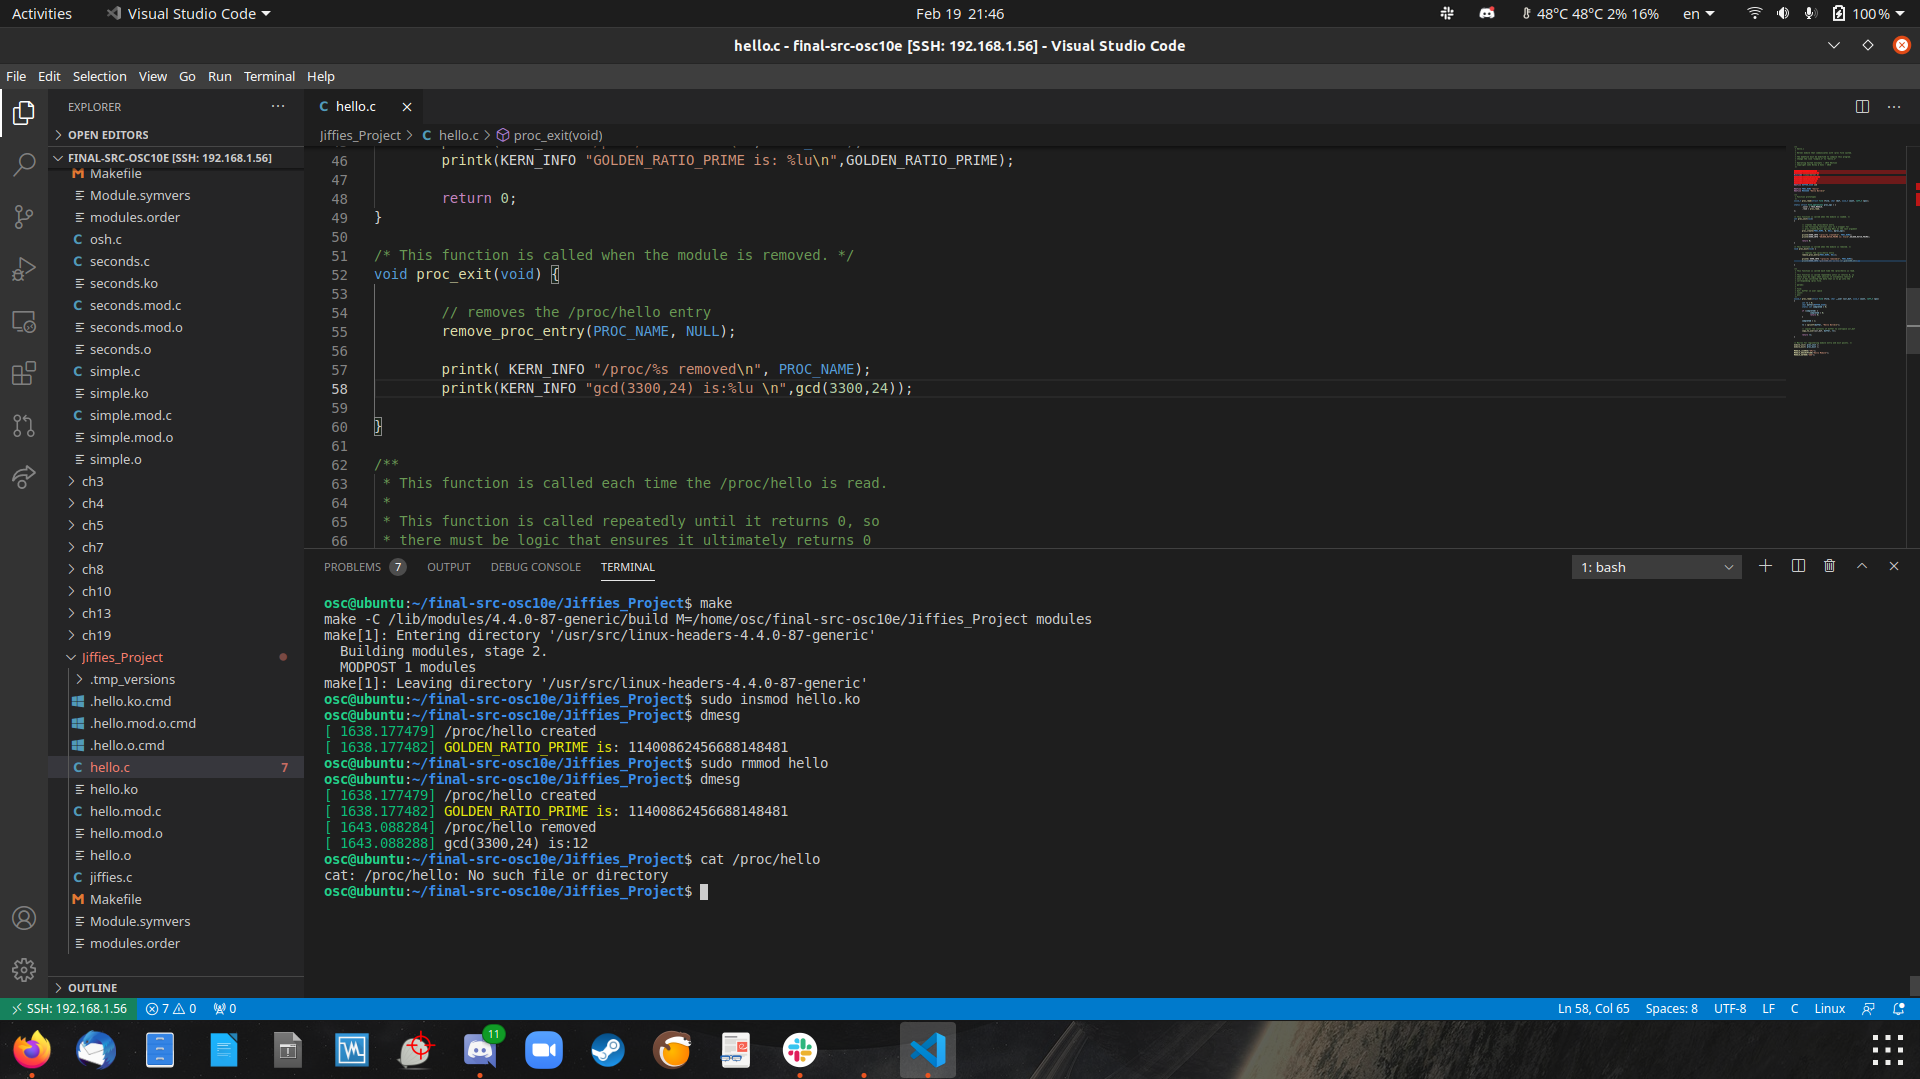 Activities
Visual Studio Code
Feb 19 21:46
48°C 48°C 2% 16%
en
100%
hello.c - final-src-osc10e [SSH: 192.168.1.56] - Visual Studio Code
File Edit Selection View Go Run Terminal Help
EXPLORER
OPEN EDITORS
FINAL-SRC-OSC10E [SSH: 192.168.1.56]
Makefile
Module.symvers
modules.order
osh.c
seconds.c
seconds.ko
seconds.mod.c
seconds.mod.o
seconds.o
simple.c
simple.ko
simple.mod.c
simple.mod.o
simple.o
ch3
ch4
ch5
ch7
ch8
ch10
ch13
ch19
Jiffies_Project
.tmp_versions
.hello.ko.cmd
.hello.mod.o.cmd
.hello.o.cmd
hello.c 7
hello.ko
hello.mod.c
hello.mod.o
hello.o
jiffies.c
Makefile
Module.symvers
modules.order
OUTLINE
hello.c
Jiffies_Project > hello.c > proc_exit(void)
46 printk(KERN_INFO "GOLDEN_RATIO_PRIME is: %lu\n",GOLDEN_RATIO_PRIME);
47
48 return 0;
49 }
50
51 /* This function is called when the module is removed. */
52 void proc_exit(void) {
53
54 // removes the /proc/hello entry
55 remove_proc_entry(PROC_NAME, NULL);
56
57 printk( KERN_INFO "/proc/%s removed\n", PROC_NAME);
58 printk(KERN_INFO "gcd(3300,24) is:%lu \n",gcd(3300,24));
59
60 }
61
62 /**
63 * This function is called each time the /proc/hello is read.
64 *
65 * This function is called repeatedly until it returns 0, so
66 * there must be logic that ensures it ultimately returns 0
PROBLEMS 7 OUTPUT DEBUG CONSOLE TERMINAL
1: bash
osc@ubuntu:~/final-src-osc10e/Jiffies_Project$ make
make -C /lib/modules/4.4.0-87-generic/build M=/home/osc/final-src-osc10e/Jiffies_Project modules
make[1]: Entering directory '/usr/src/linux-headers-4.4.0-87-generic'
Building modules, stage 2.
MODPOST 1 modules
make[1]: Leaving directory '/usr/src/linux-headers-4.4.0-87-generic'
osc@ubuntu:~/final-src-osc10e/Jiffies_Project$ sudo insmod hello.ko
osc@ubuntu:~/final-src-osc10e/Jiffies_Project$ dmesg
[ 1638.177479] /proc/hello created
[ 1638.177482] GOLDEN_RATIO_PRIME is: 11400862456688148481
osc@ubuntu:~/final-src-osc10e/Jiffies_Project$ sudo rmmod hello
osc@ubuntu:~/final-src-osc10e/Jiffies_Project$ dmesg
[ 1638.177479] /proc/hello created
[ 1638.177482] GOLDEN_RATIO_PRIME is: 11400862456688148481
[ 1643.088284] /proc/hello removed
[ 1643.088288] gcd(3300,24) is:12
osc@ubuntu:~/final-src-osc10e/Jiffies_Project$ cat /proc/hello
cat: /proc/hello: No such file or directory
osc@ubuntu:~/final-src-osc10e/Jiffies_Project$
SSH: 192.168.1.56
7 0
0
Ln 58, Col 65
Spaces: 8
UTF-8
LF
C
Linux
11